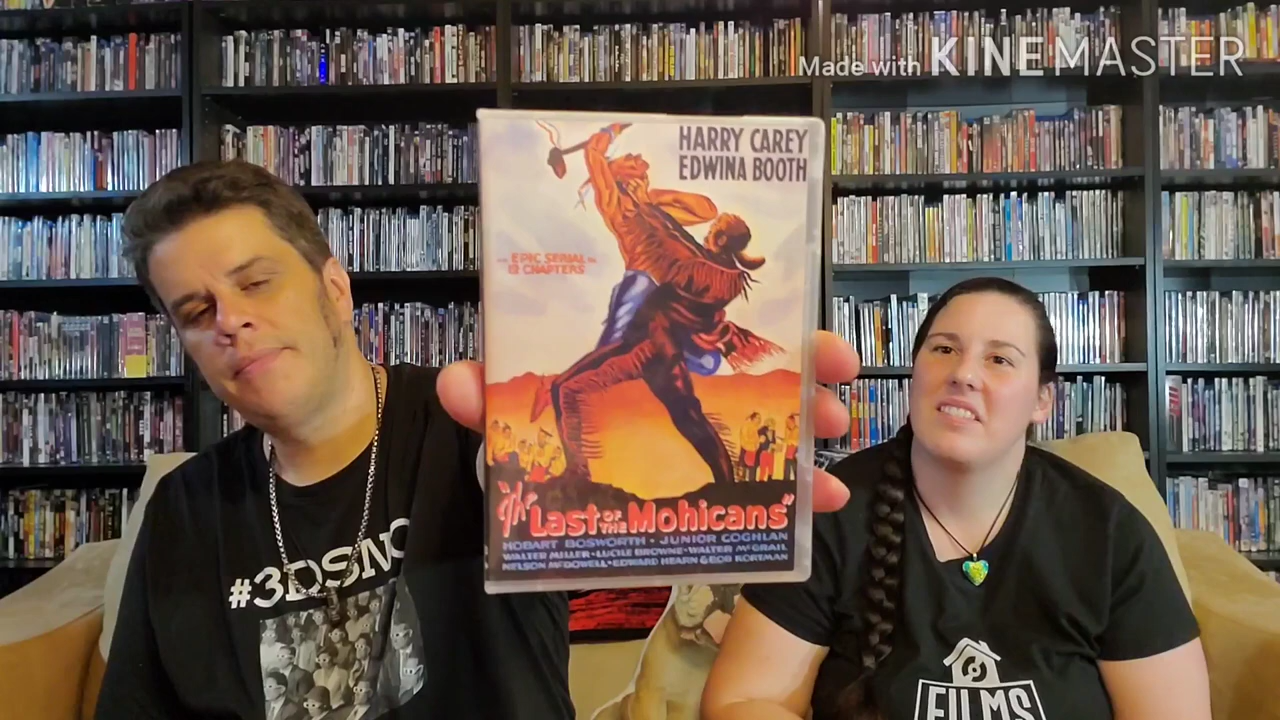 Made with KINEMASTER
HARRY CAREY
EDWINA BOOTH
EPIC SERIAL
12 CHAPTERS
"The Last OF THE Mohicans"
HOBART BOSWORTH • JUNIOR COGHLAN
WALTER MILLER • LUCILE BROWNE • WALTER McGRAIL
NELSON McDOWELL • EDWARD HEARN & BOB KORTMAN
FILMS